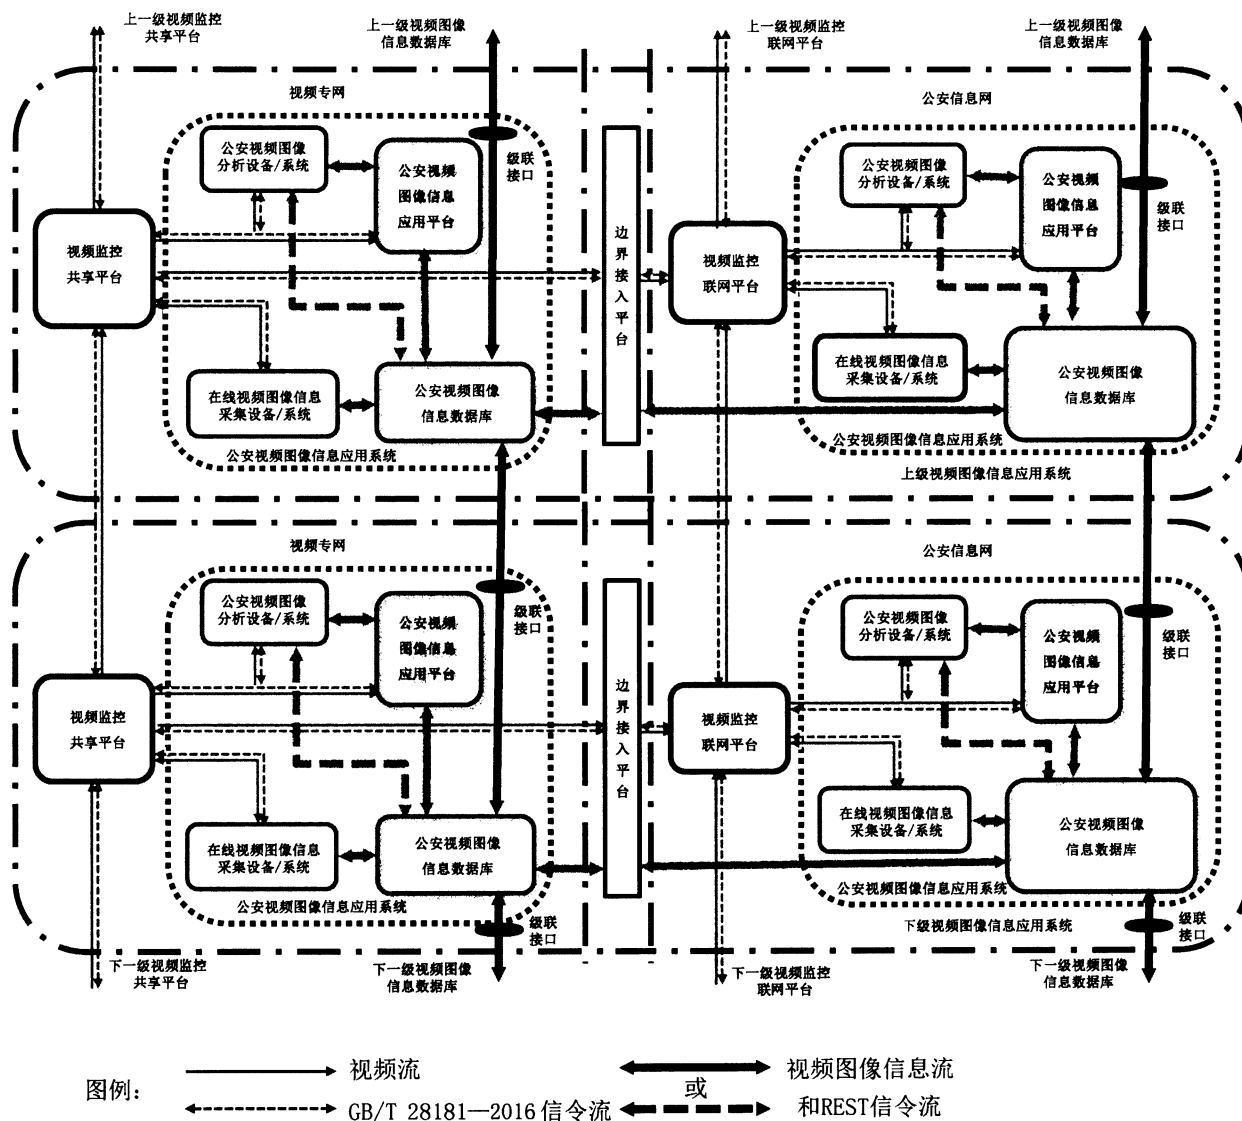 上一级视频监控
共享平台
上一级视频图像
信息数据库
上一级视频监控
联网平台
上一级视频图像
信息数据库
视频专网
公安信息网
公安视频图像
分析设备/系统
公安视频
图像信息
应用平台
级联
接口
视频监控
共享平台
边界接入平台
视频监控
联网平台
公安视频图像
分析设备/系统
公安视频
图像信息
应用平台
级联
接口
在线视频图像信息
采集设备/系统
公安视频图像
信息数据库
在线视频图像信息
采集设备/系统
公安视频图像
信息数据库
公安视频图像信息应用系统
公安视频图像信息应用系统
上级视频图像信息应用系统
视频专网
公安信息网
公安视频图像
分析设备/系统
公安视频
图像信息
应用平台
级联
接口
视频监控
共享平台
边界接入平台
视频监控
联网平台
公安视频图像
分析设备/系统
公安视频
图像信息
应用平台
级联
接口
在线视频图像信息
采集设备/系统
公安视频图像
信息数据库
在线视频图像信息
采集设备/系统
公安视频图像
信息数据库
公安视频图像信息应用系统
公安视频图像信息应用系统
下级视频图像信息应用系统
级联
接口
级联
接口
下一级视频监控
共享平台
下一级视频图像
信息数据库
下一级视频监控
联网平台
下一级视频图像
信息数据库
图例：
视频流
GB/T 28181—2016信令流
或
视频图像信息流
和REST信令流